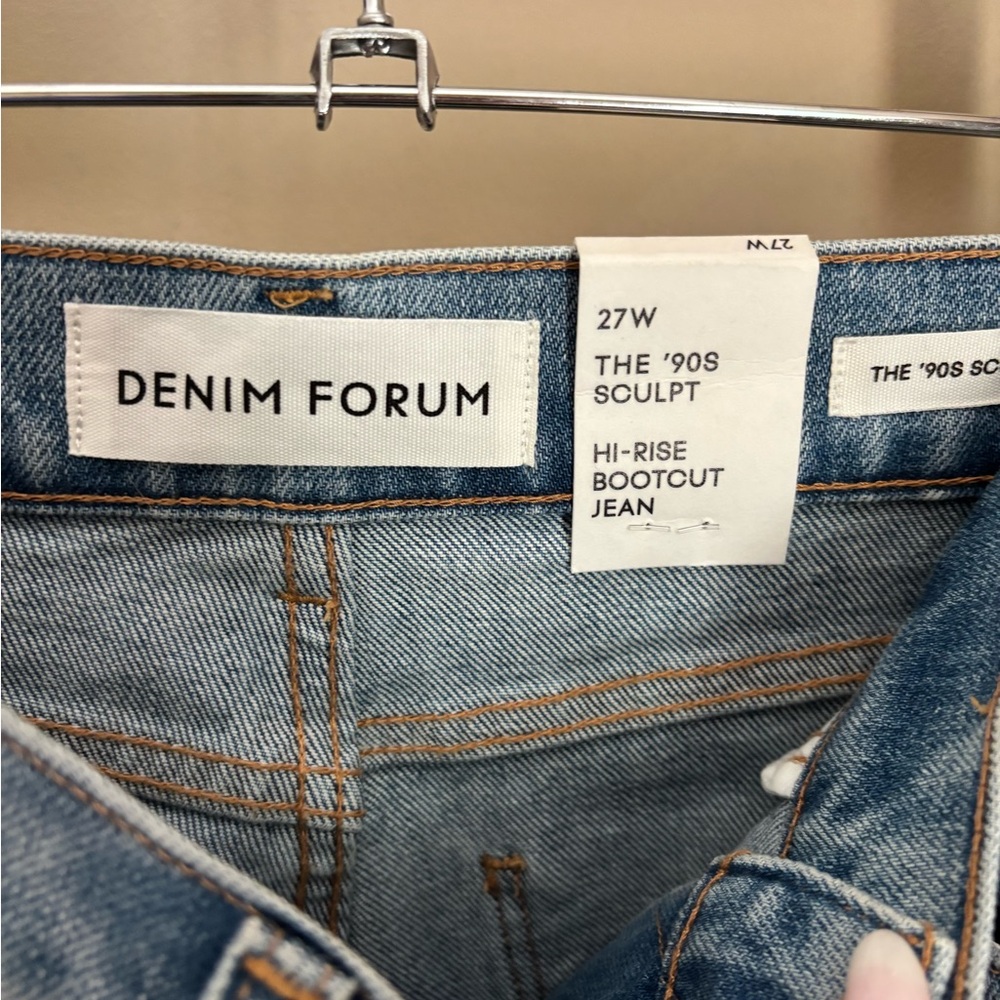 27W
DENIM FORUM
27W
THE '90S
SCULPT
HI-RISE
BOOTCUT
JEAN
THE '90S SC